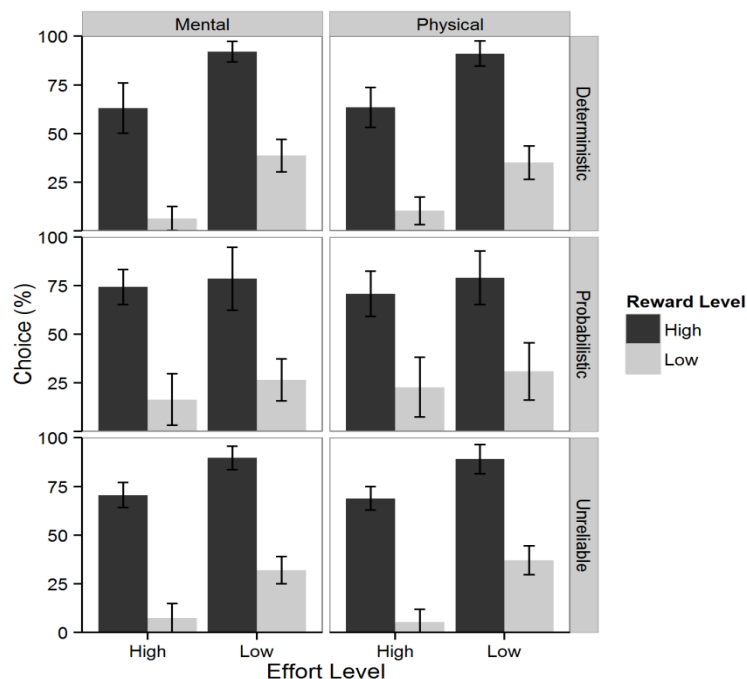 Mental
Physical
100
75
50
25
Deterministic
100
75
50
25
Probabilistic
100
75
50
25
0
Unreliable
Choice (%)
High
Low
High
Low
Effort Level
Reward Level
High
Low